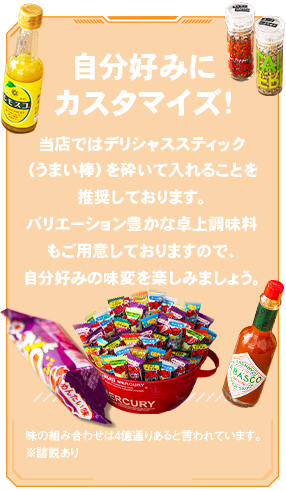 自分好みに
カスタマイズ!
当店ではデリシャススティック
(うまい棒)を砕いて入れることを
推奨しております。
バリエーション豊かな卓上調味料
もご用意しておりますので、
自分好みの味変を楽しみましょう。
めんたい味
MERCURY
MERCURY
TABASCO
味の組み合わせは4億通りあると言われています。
※諸説あり